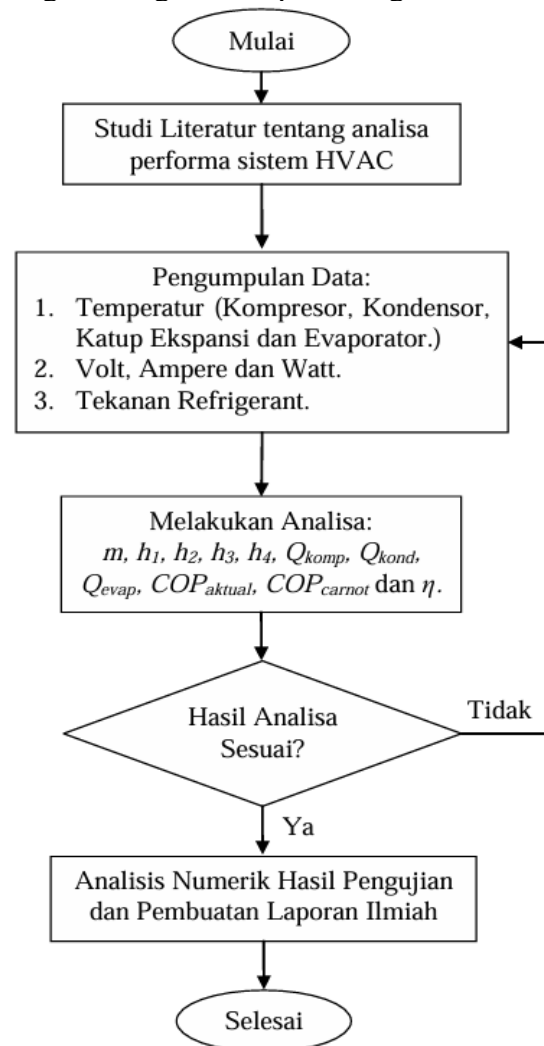 Mulai
Studi Literatur tentang analisa
performa sistem HVAC
Pengumpulan Data:
1. Temperatur (Kompresor, Kondensor,
Katup Ekspansi dan Evaporator.)
2. Volt, Ampere dan Watt.
3. Tekanan Refrigerant.
Melakukan Analisa:
m, h1, h2, h3, h4, Qkomp, Qkond,
Qevap, COPaktual, COPcarnot dan η.
Hasil Analisa
Sesuai?
Tidak
Ya
Analisis Numerik Hasil Pengujian
dan Pembuatan Laporan Ilmiah
Selesai